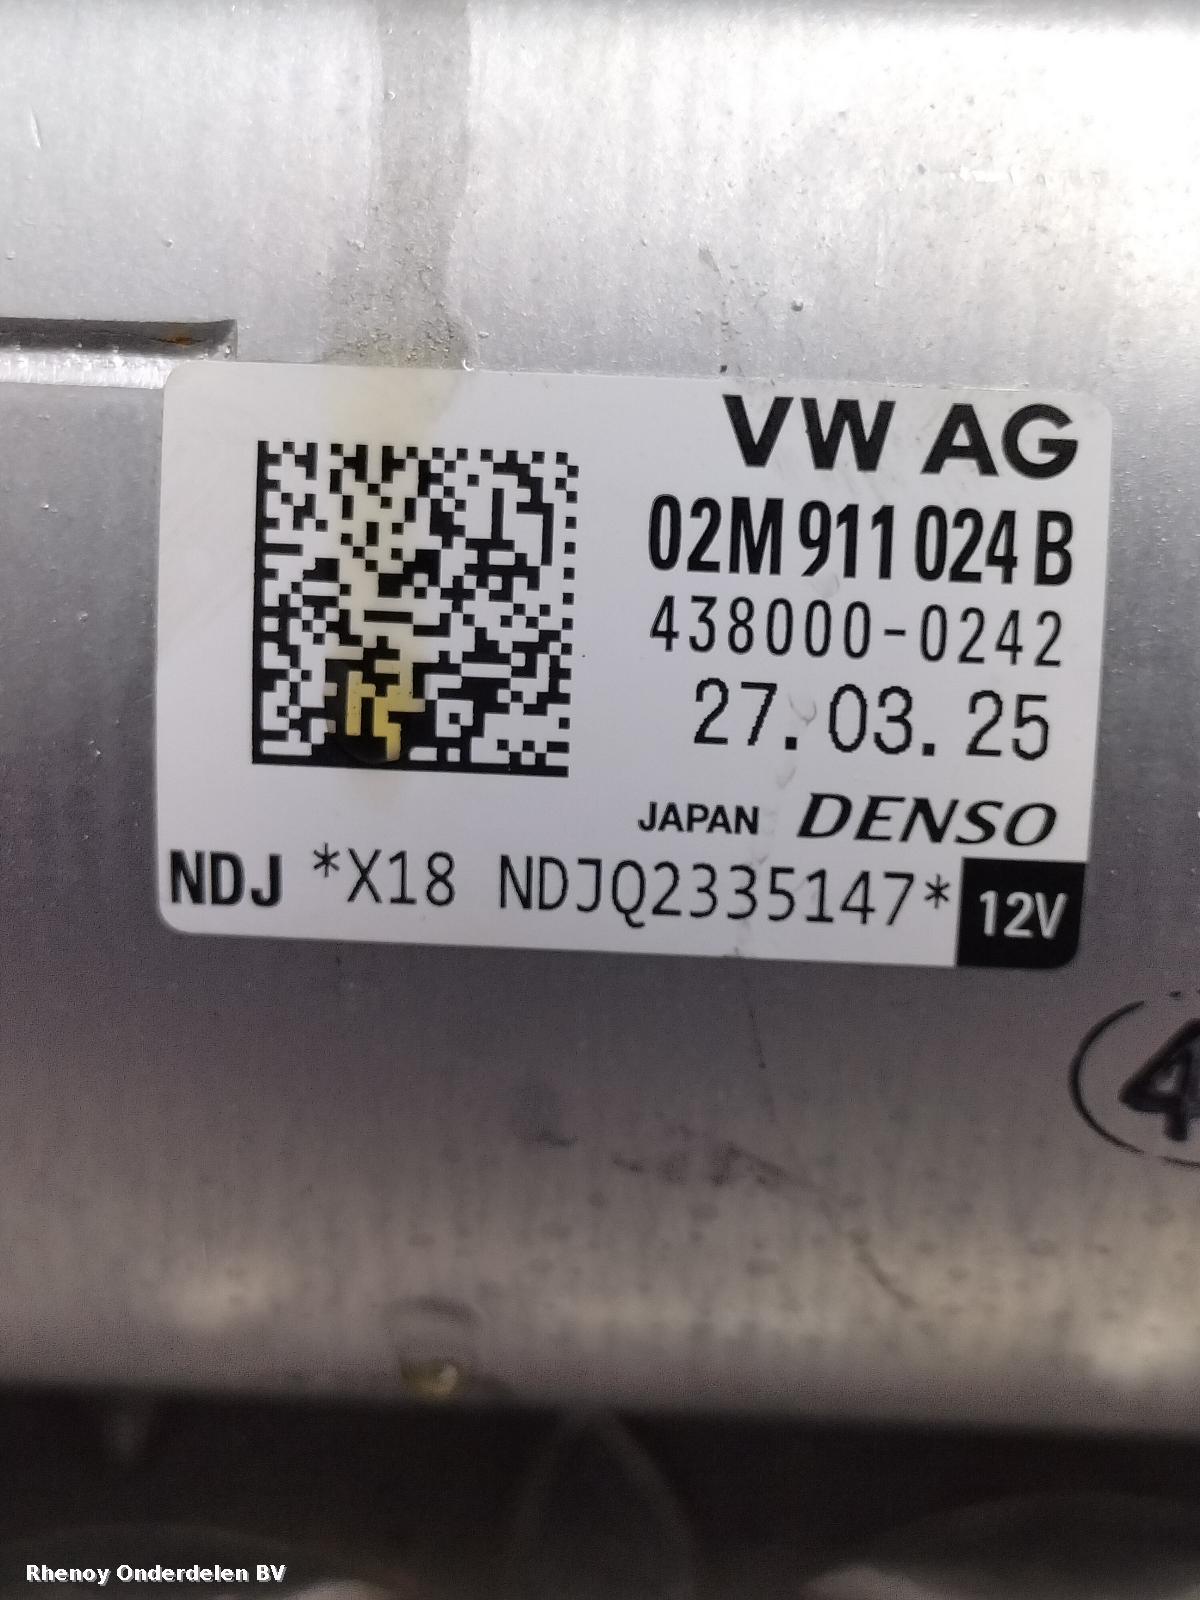 VW AG
02M 911 024 B
438000-0242
27.03.25
JAPAN DENSO
NDJ *X18 NDJQ2335147* 12V
4
Rhenoy Onderdelen BV